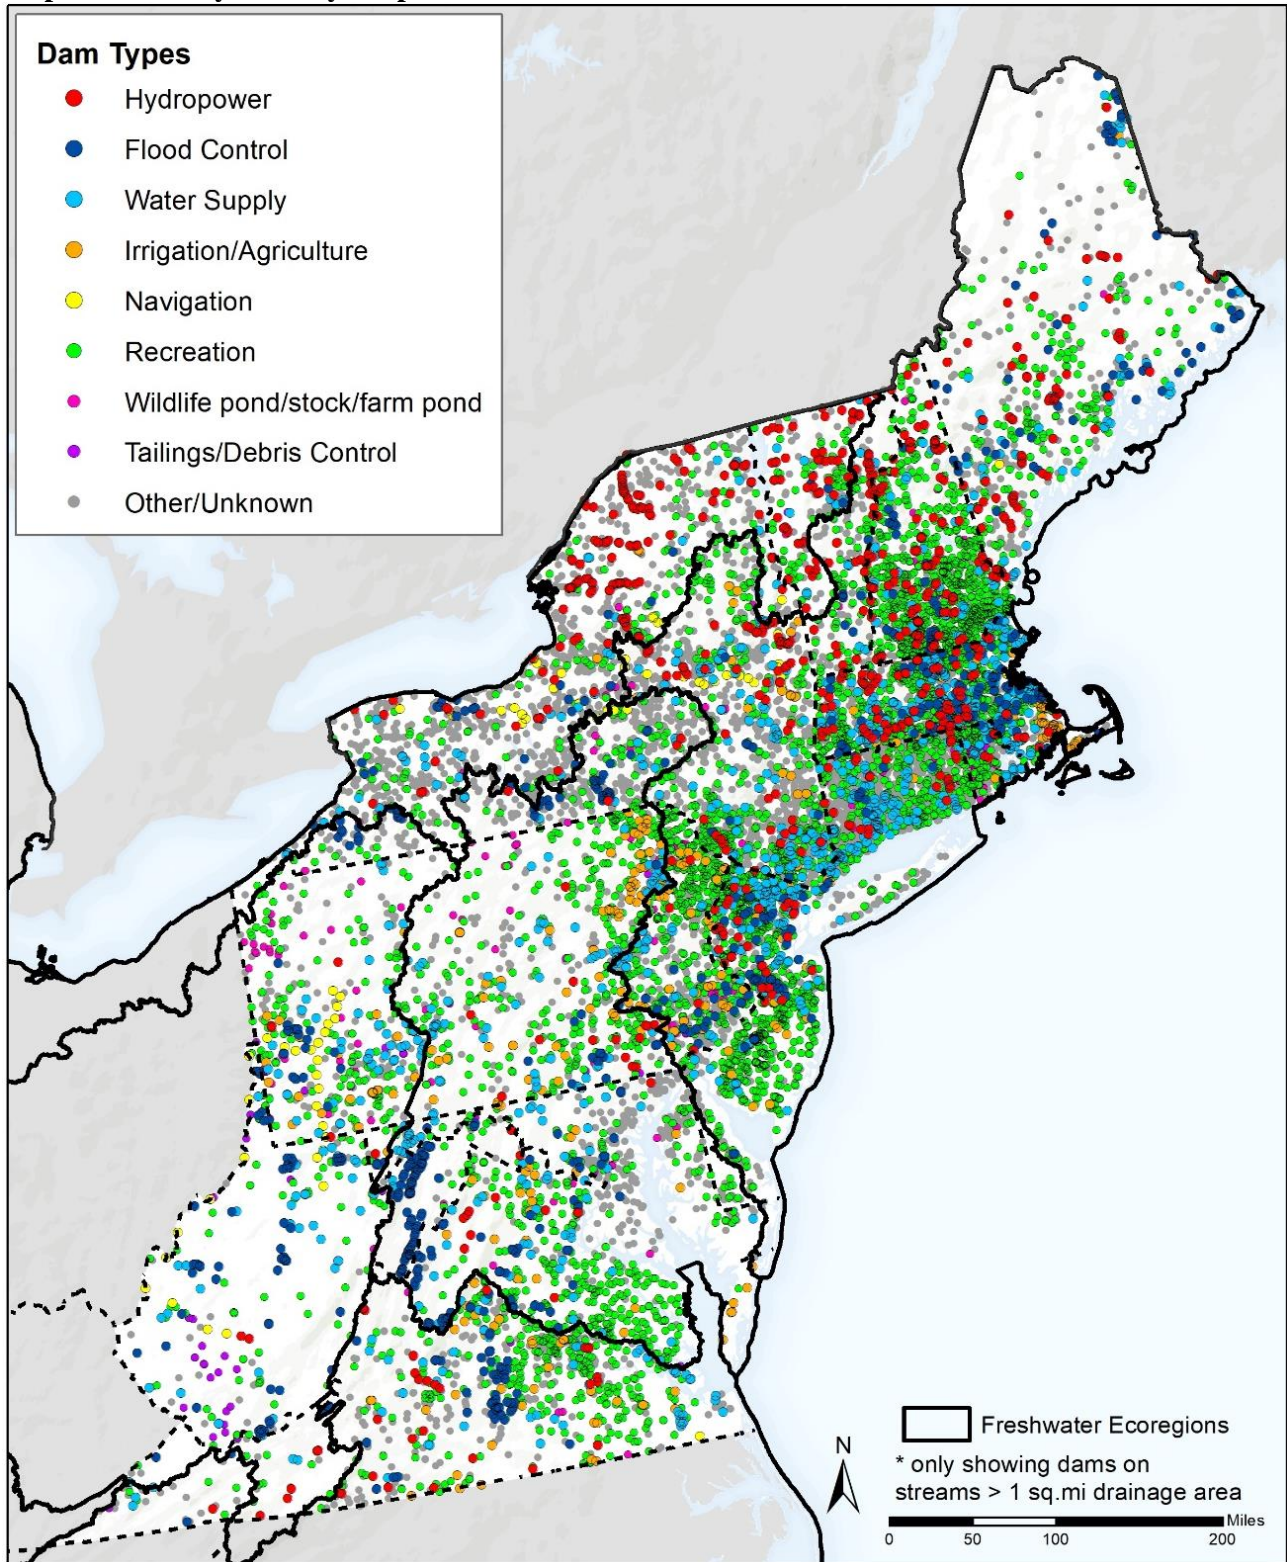 Dam Types
Hydropower
Flood Control
Water Supply
Irrigation/Agriculture
Navigation
Recreation
Wildlife pond/stock/farm pond
Tailings/Debris Control
Other/Unknown
N
Freshwater Ecoregions
* only showing dams on
streams > 1 sq.mi drainage area
Miles
0 50 100 200